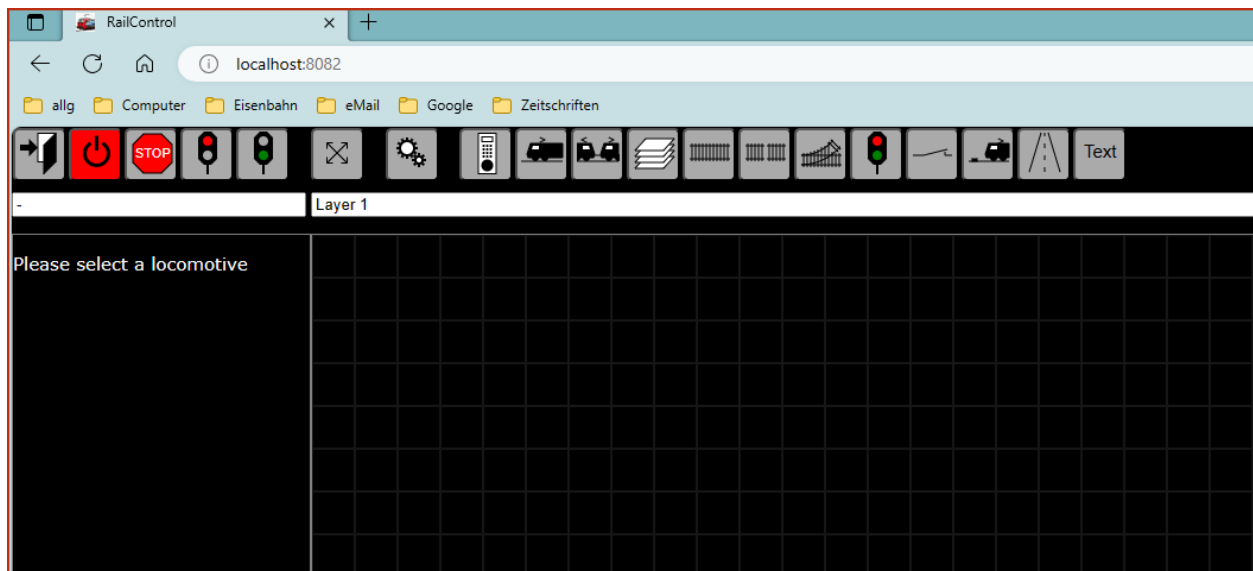 RailControl
localhost:8082
allg Computer Eisenbahn eMail Google Zeitschriften
STOP Text
- Layer 1
Please select a locomotive